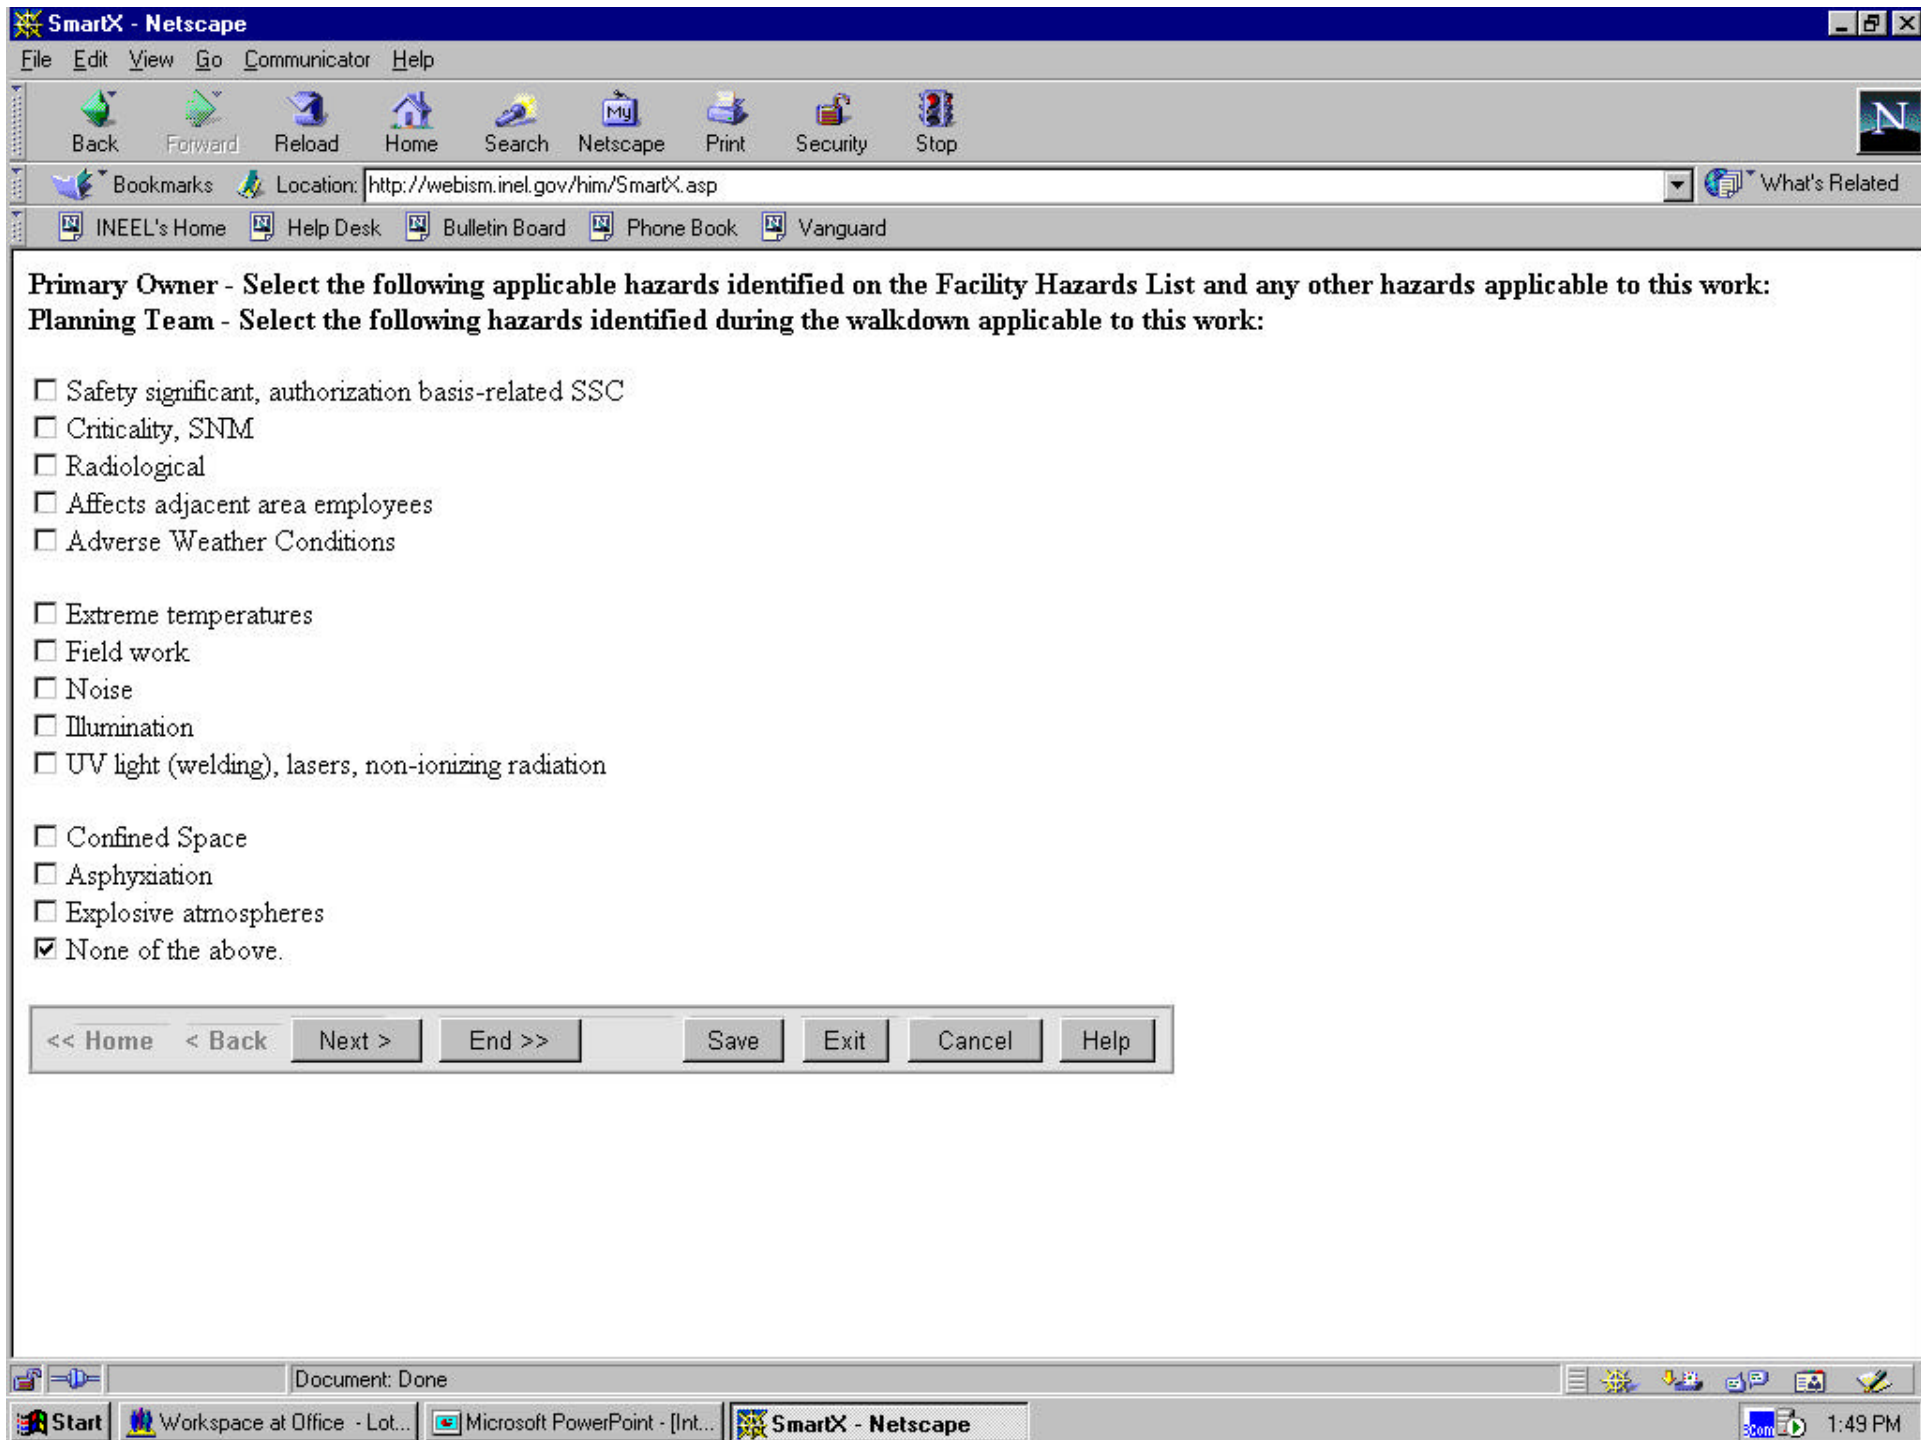 SmartX - Netscape
File Edit View Go Communicator Help
My N
Back Forward Reload Home Search Netscape Print Security Stop
Bookmarks Location: http://webism.inel.gov/him/SmartX.asp What's Related
INEEL's Home Help Desk Bulletin Board Phone Book Vanguard
Primary Owner - Select the following applicable hazards identified on the Facility Hazards List and any other hazards applicable to this work:
Planning Team - Select the following hazards identified during the walkdown applicable to this work:
Safety significant, authorization basis-related SSC
Criticality, SNM
Radiological
Affects adjacent area employees
Adverse Weather Conditions
Extreme temperatures
Field work
Noise
Illumination
UV light (welding), lasers, non-ionizing radiation
Confined Space
Asphyxiation
Explosive atmospheres
None of the above.
<< Home < Back Next > End >> Save Exit Cancel Help
Document: Done
Start Workspace at Office - Lot... Microsoft PowerPoint - [Int... SmartX - Netscape 3Com 1:49 PM